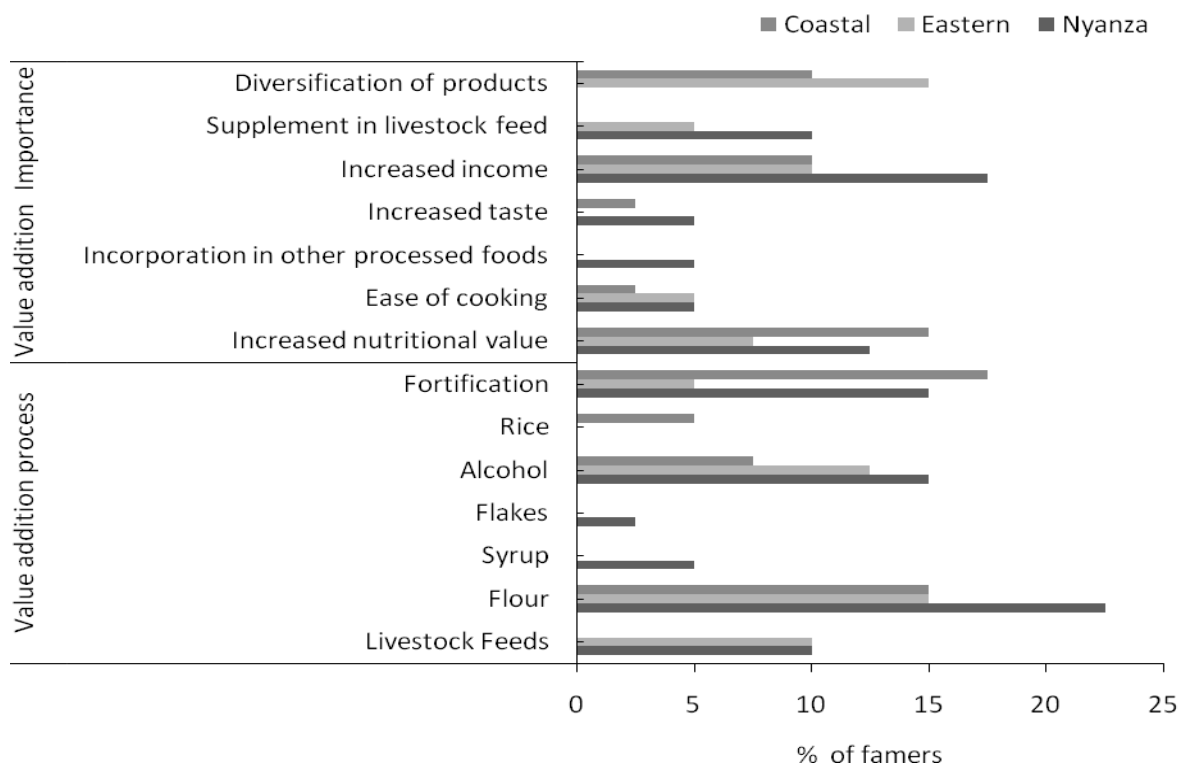 Coastal Eastern Nyanza
Value addition Importance
Diversification of products
Supplement in livestock feed
Increased income
Increased taste
Incorporation in other processed foods
Ease of cooking
Increased nutritional value
Value addition process
Fortification
Rice
Alcohol
Flakes
Syrup
Flour
Livestock Feeds
0 5 10 15 20 25
% of famers